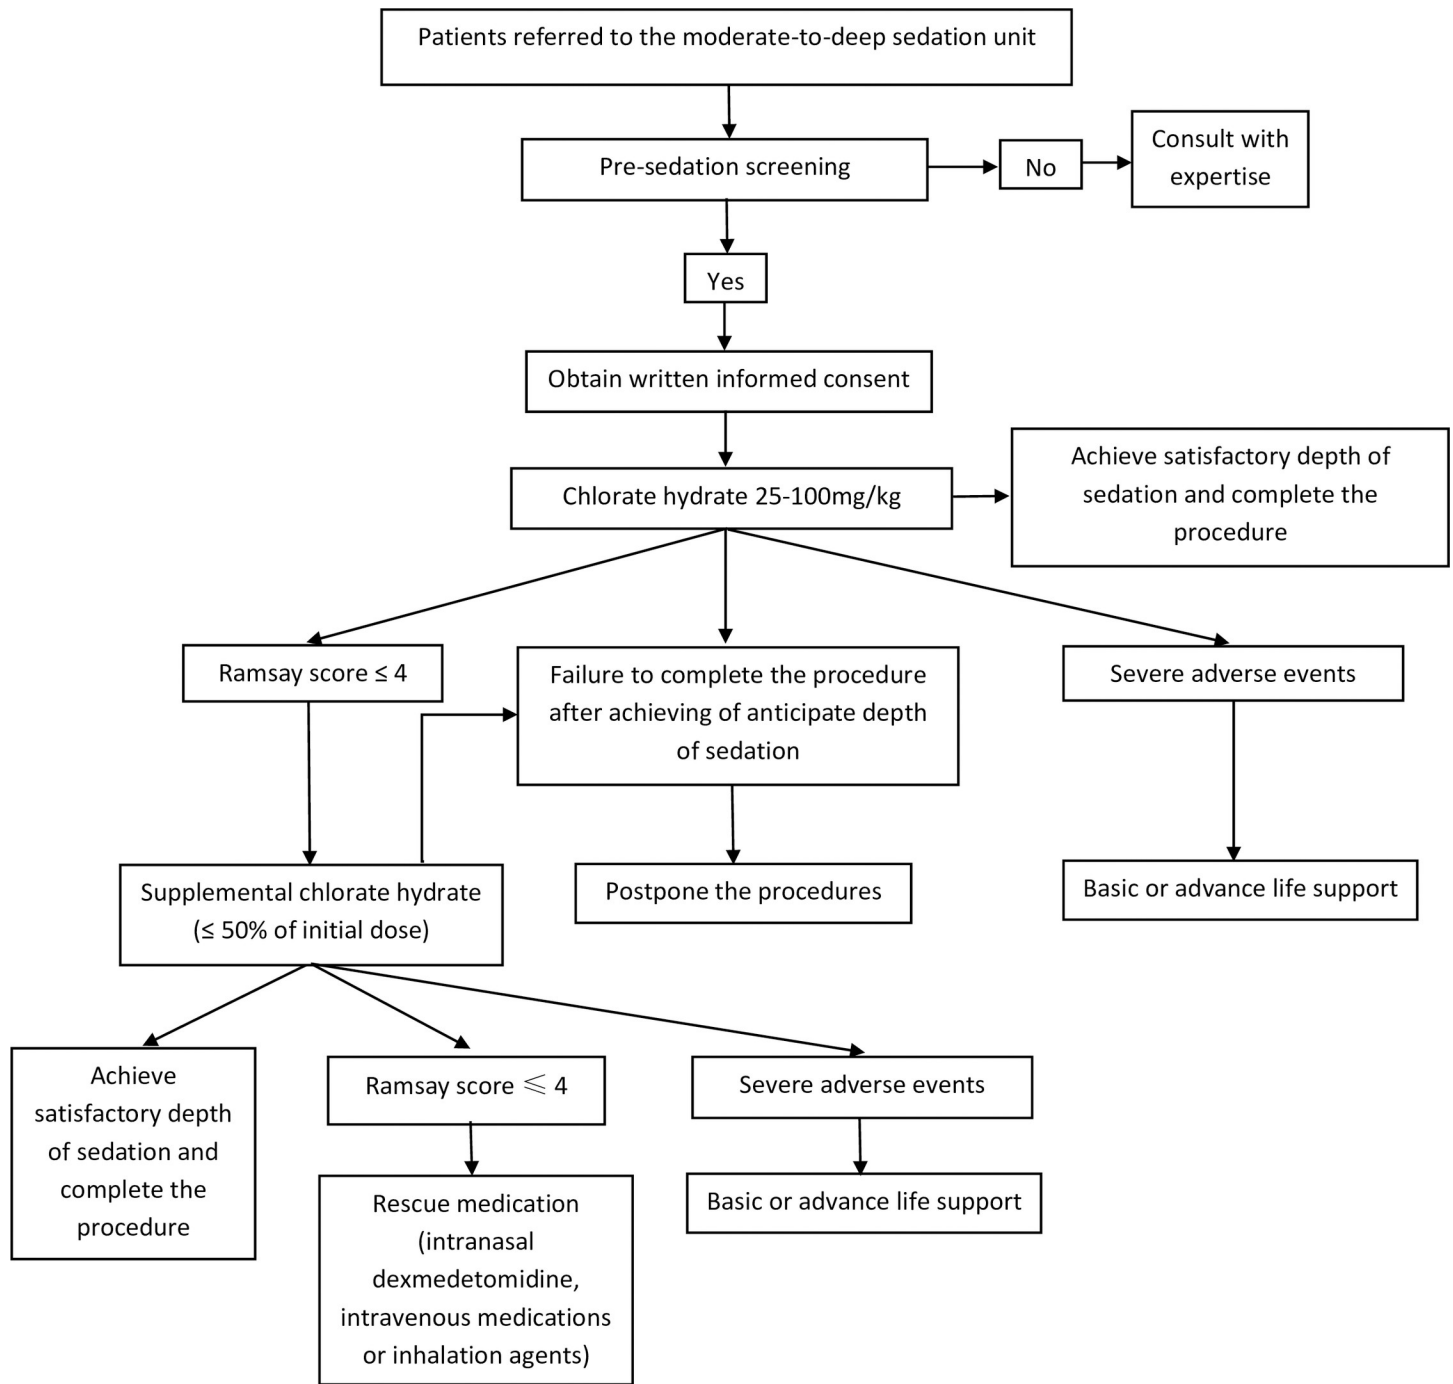 Patients referred to the moderate-to-deep sedation unit
Pre-sedation screening
No
Consult with
expertise
Yes
Obtain written informed consent
Chlorate hydrate 25-100mg/kg
Achieve satisfactory depth of
sedation and complete the
procedure
Ramsay score ≤ 4
Failure to complete the procedure
after achieving of anticipate depth
of sedation
Severe adverse events
Supplemental chlorate hydrate
(≤ 50% of initial dose)
Postpone the procedures
Basic or advance life support
Achieve
satisfactory depth
of sedation and
complete the
procedure
Ramsay score ≦ 4
Severe adverse events
Rescue medication
(intranasal
dexmedetomidine,
intravenous medications
or inhalation agents)
Basic or advance life support